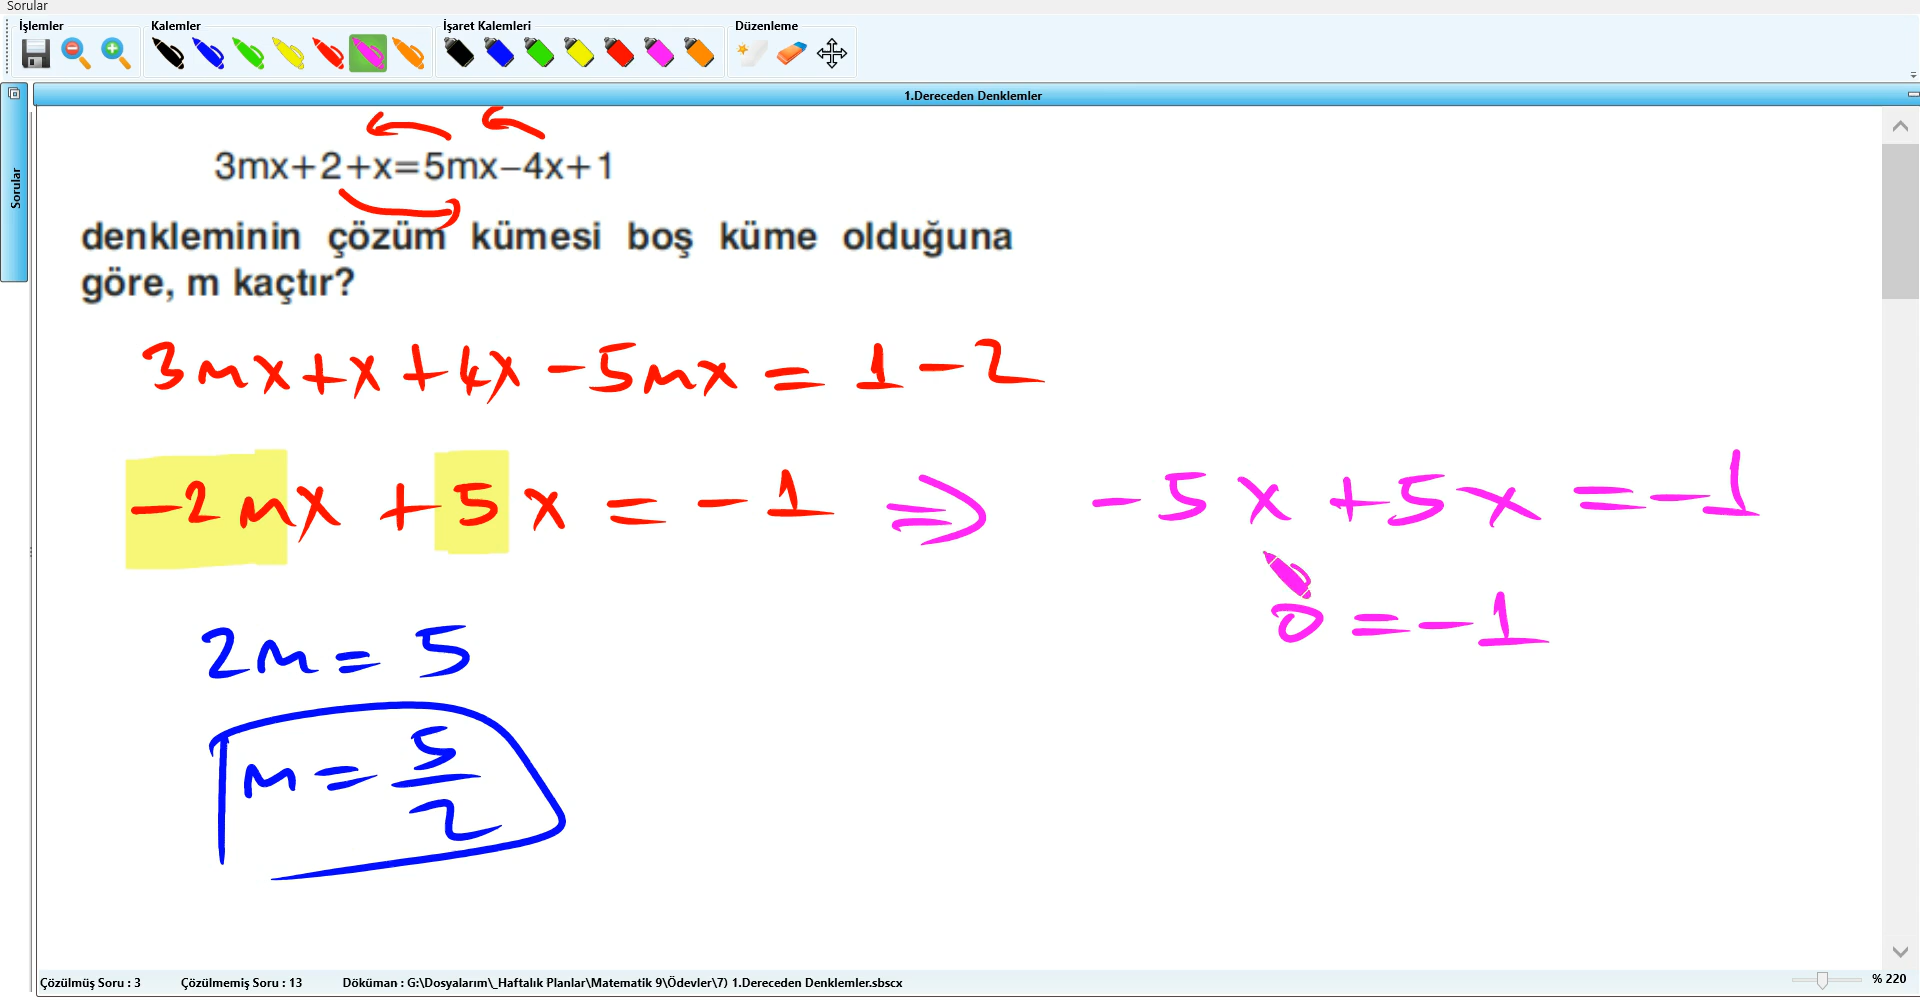 Sorular
İşlemler Kalemler İşaret Kalemleri Düzenleme
Sorular
1.Dereceden Denklemler
3mx+2+x=5mx−4x+1
denkleminin çözüm kümesi boş küme olduğuna
göre, m kaçtır?
3mx+x+4x-5mx=1-2
-2mx+5x=-1 ⇒ -5x+5x=-1
0=-1
2m=5
m=5/2
Çözülmüş Soru : 3 Çözülmemiş Soru : 13 Döküman : G:\Dosyalarım\_Haftalık Planlar\Matematik 9\Ödevler\7) 1.Dereceden Denklemler.sbscx % 220